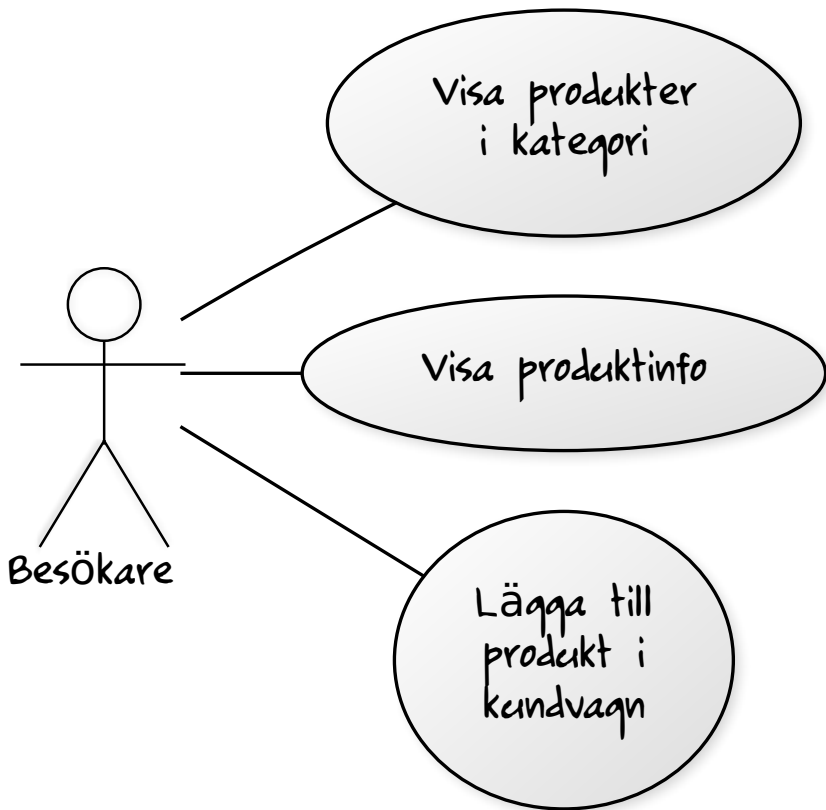 Visa produkter
i kategori
Visa produktinfo
Besökare
Lägga till
produkt i
kundvagn